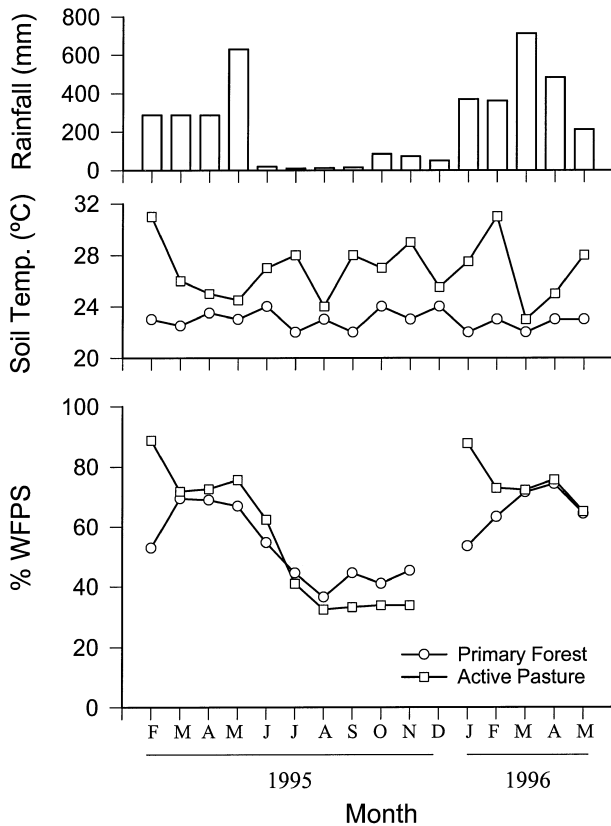 800
600
400
200
0
Rainfall (mm)
32
28
24
20
Soil Temp. (ºC)
100
80
60
40
20
0
% WFPS
Primary Forest
Active Pasture
F M A M J J A S O N D J F M A M
1995 1996
Month